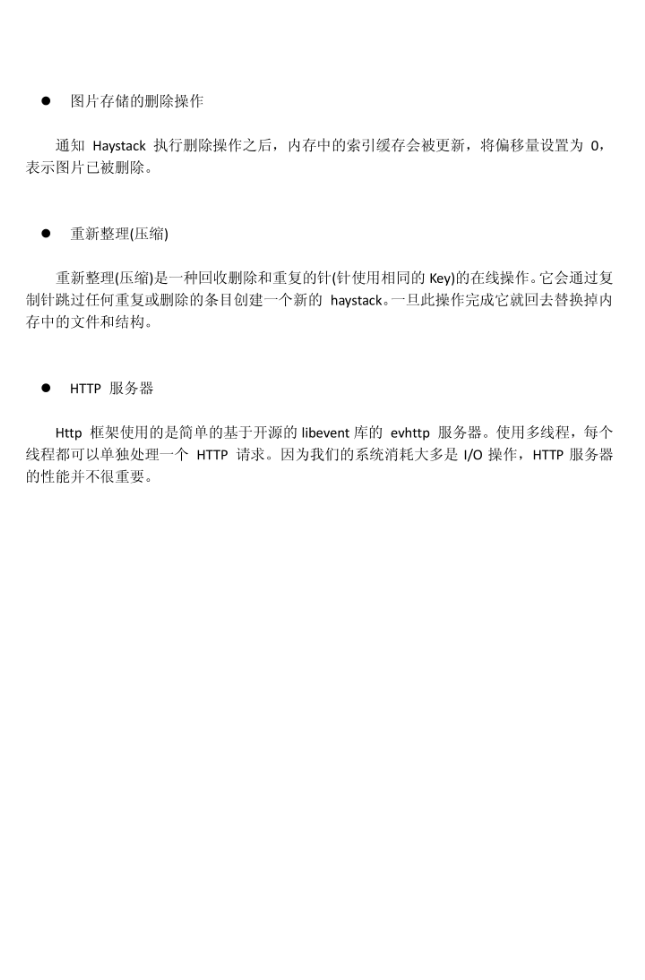 ● 图片存储的删除操作
通知 Haystack 执行删除操作之后，内存中的索引缓存会被更新，将偏移量设置为 0，
表示图片已被删除。
● 重新整理(压缩)
重新整理(压缩)是一种回收删除和重复的针(针使用相同的 Key)的在线操作。它会通过复
制针跳过任何重复或删除的条目创建一个新的 haystack。一旦此操作完成它就回去替换掉内
存中的文件和结构。
● HTTP 服务器
Http 框架使用的是简单的基于开源的 libevent 库的 evhttp 服务器。使用多线程，每个
线程都可以单独处理一个 HTTP 请求。因为我们的系统消耗大多是 I/O 操作，HTTP 服务器
的性能并不很重要。